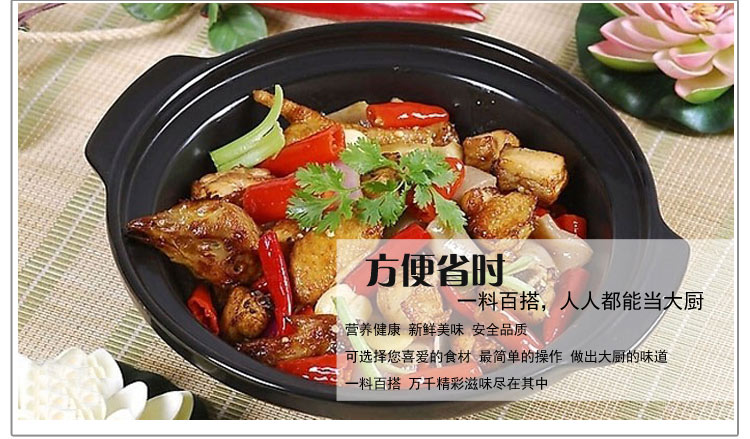 方便省时
一料百搭，人人都能当大厨
营养健康 新鲜美味 安全品质
可选择您喜爱的食材 最简单的操作 做出大厨的味道
一料百搭 万千精彩滋味尽在其中